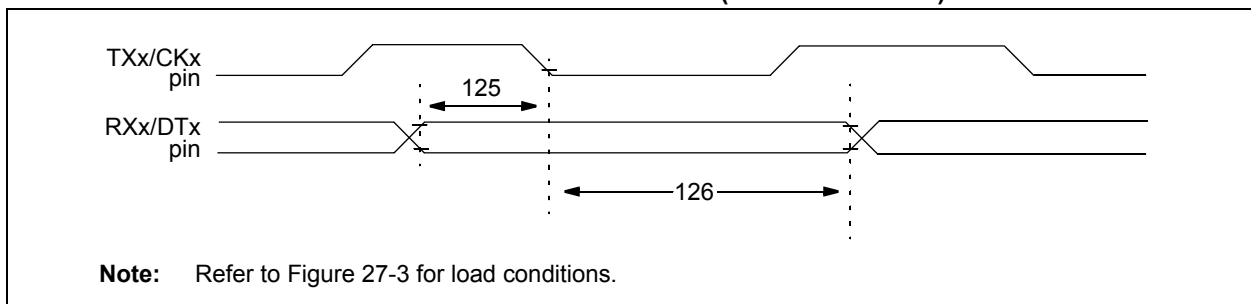 TXx/CKx
pin
125
RXx/DTx
pin
126
Note: Refer to Figure 27-3 for load conditions.